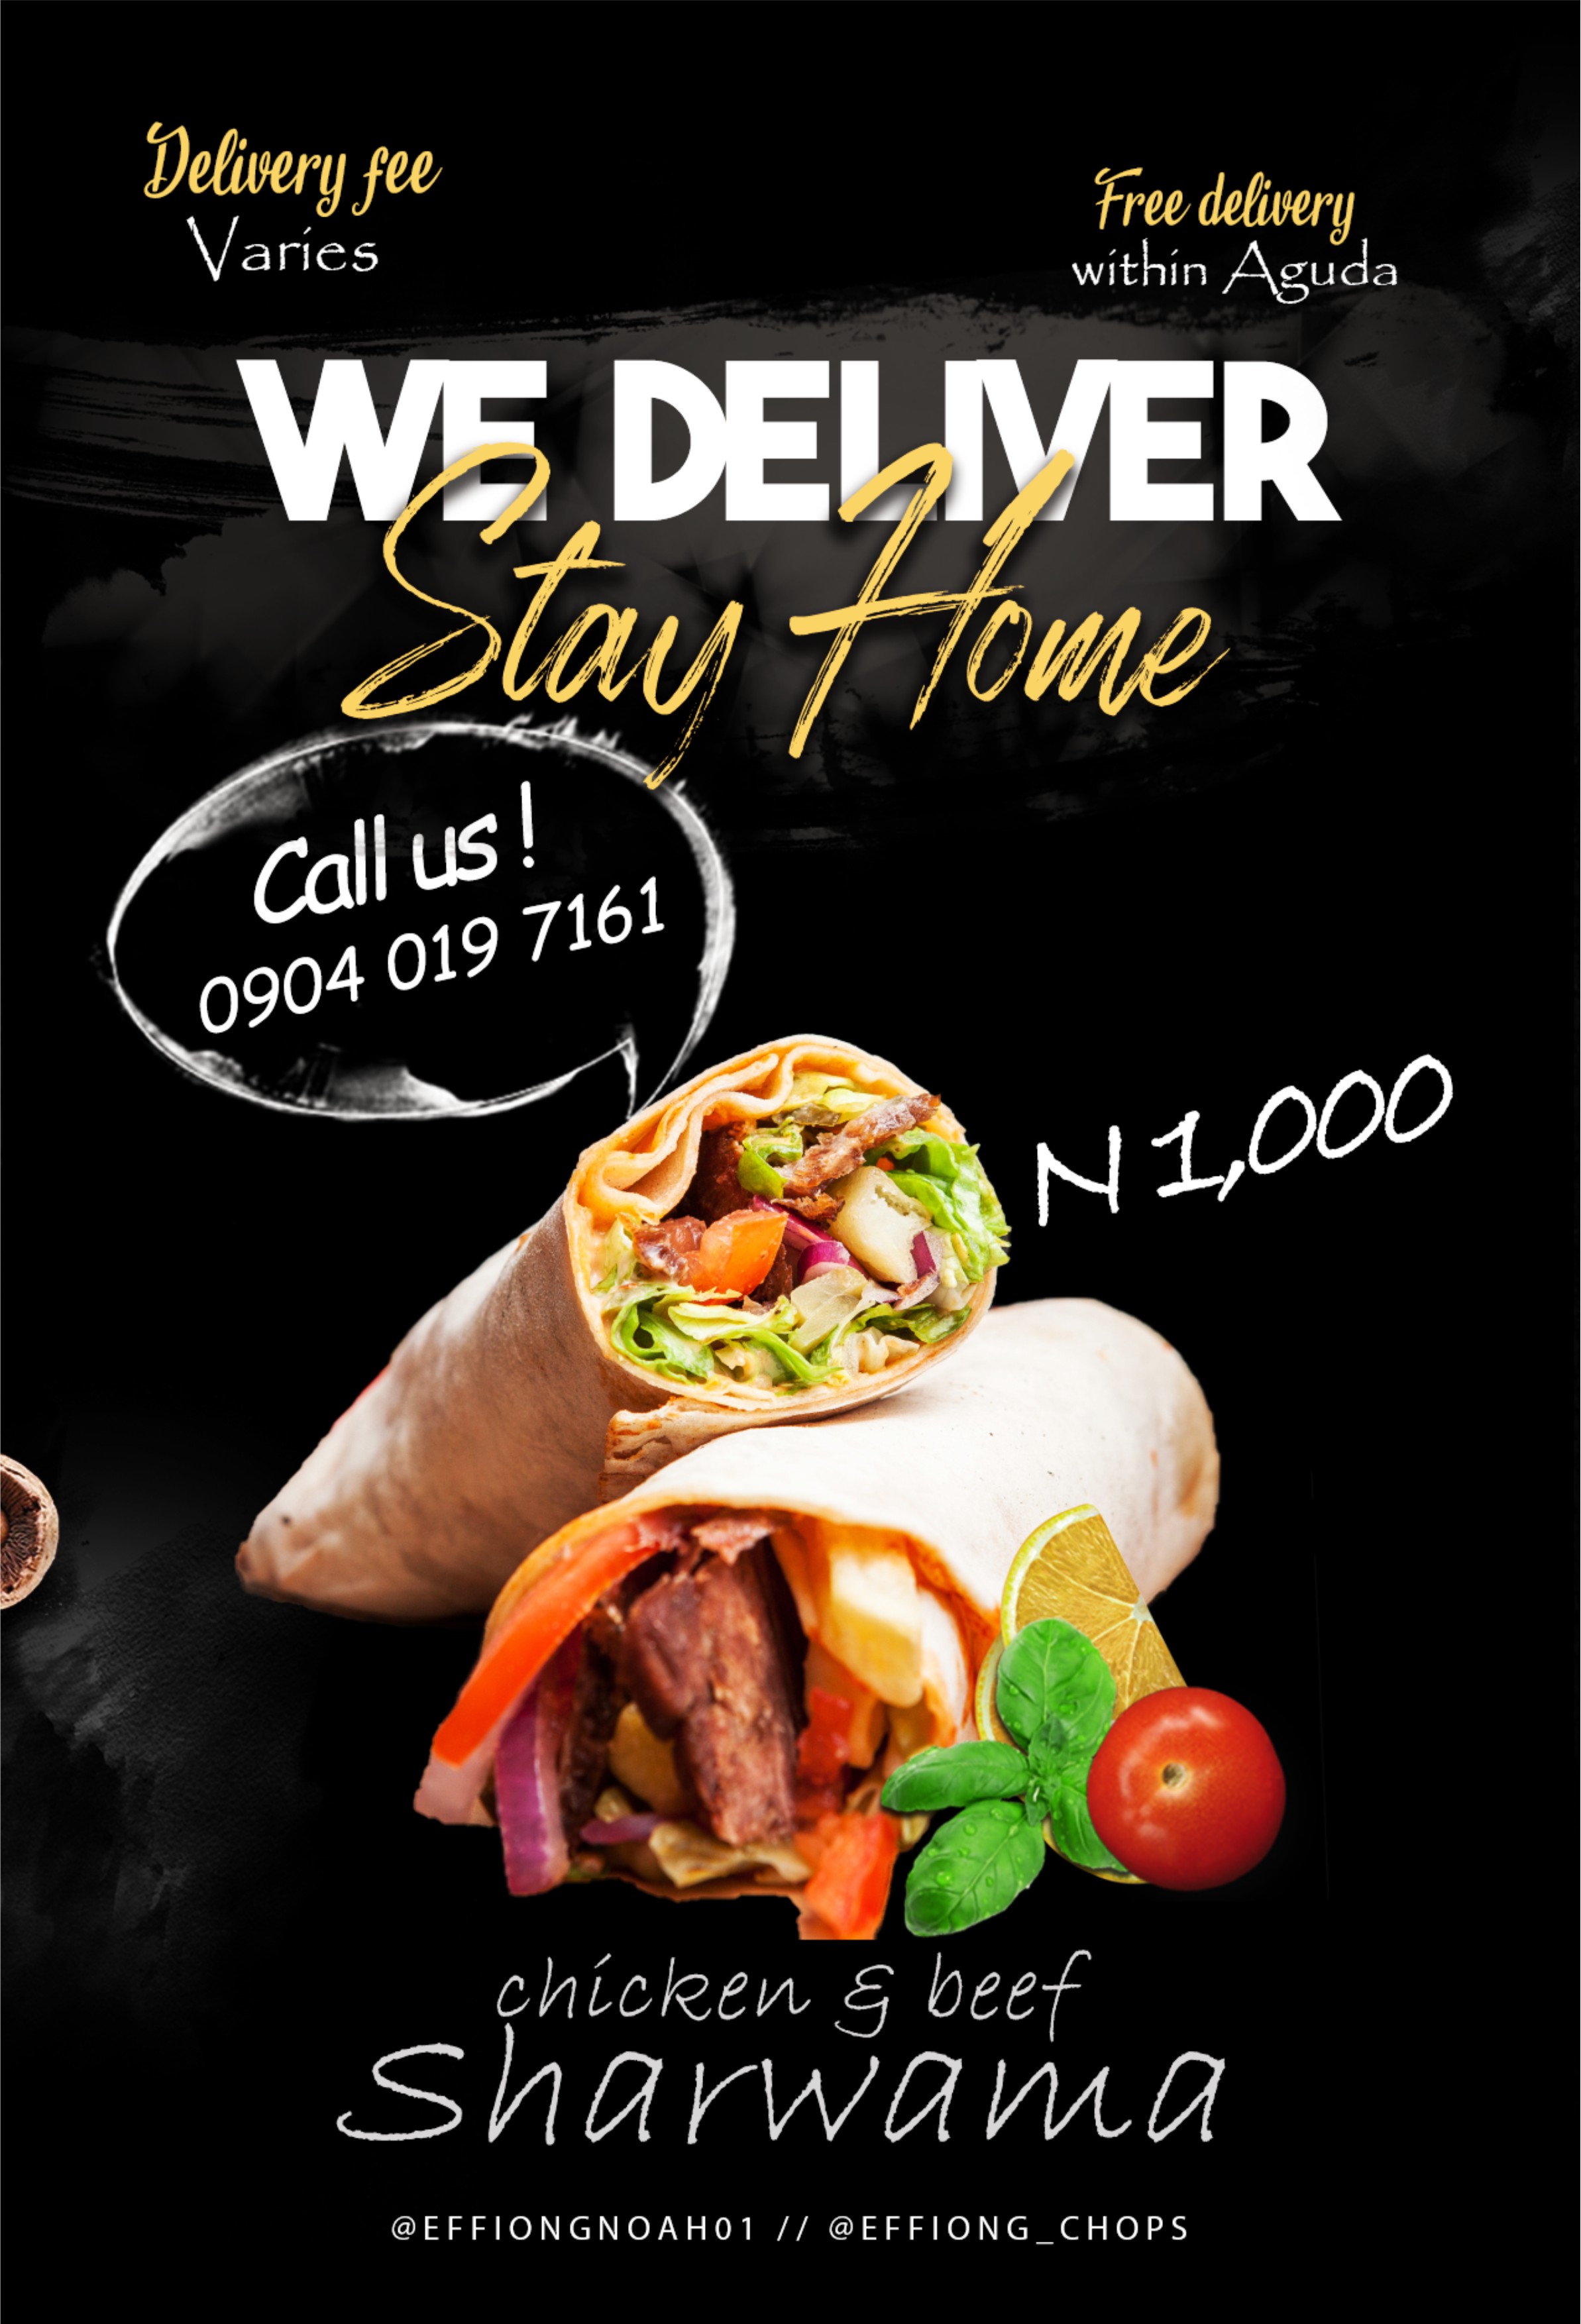 Delivery fee
Varies
Free delivery
within Aguda
WE DELIVER
Stay Home
Call us !
0904 019 7161
N 1,000
chicken & beef
Sharwama
@EFFIONGNOAH01 // @EFFIONG_CHOPS